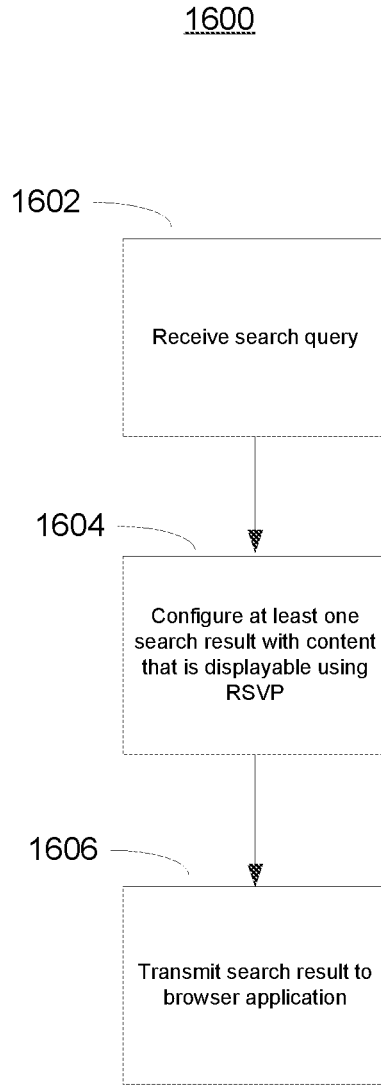 1600
1602
Receive search query
1604
Configure at least one
search result with content
that is displayable using
RSVP
1606
Transmit search result to
browser application